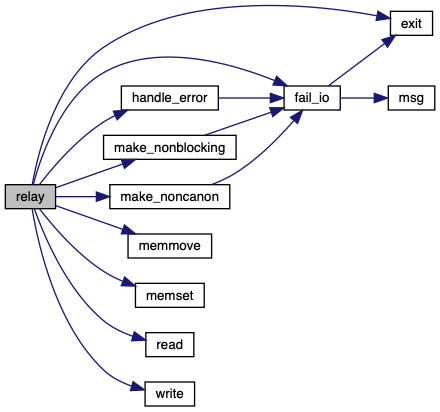 exit
handle_error
fail_io
msg
make_nonblocking
relay
make_noncanon
memmove
memset
read
write